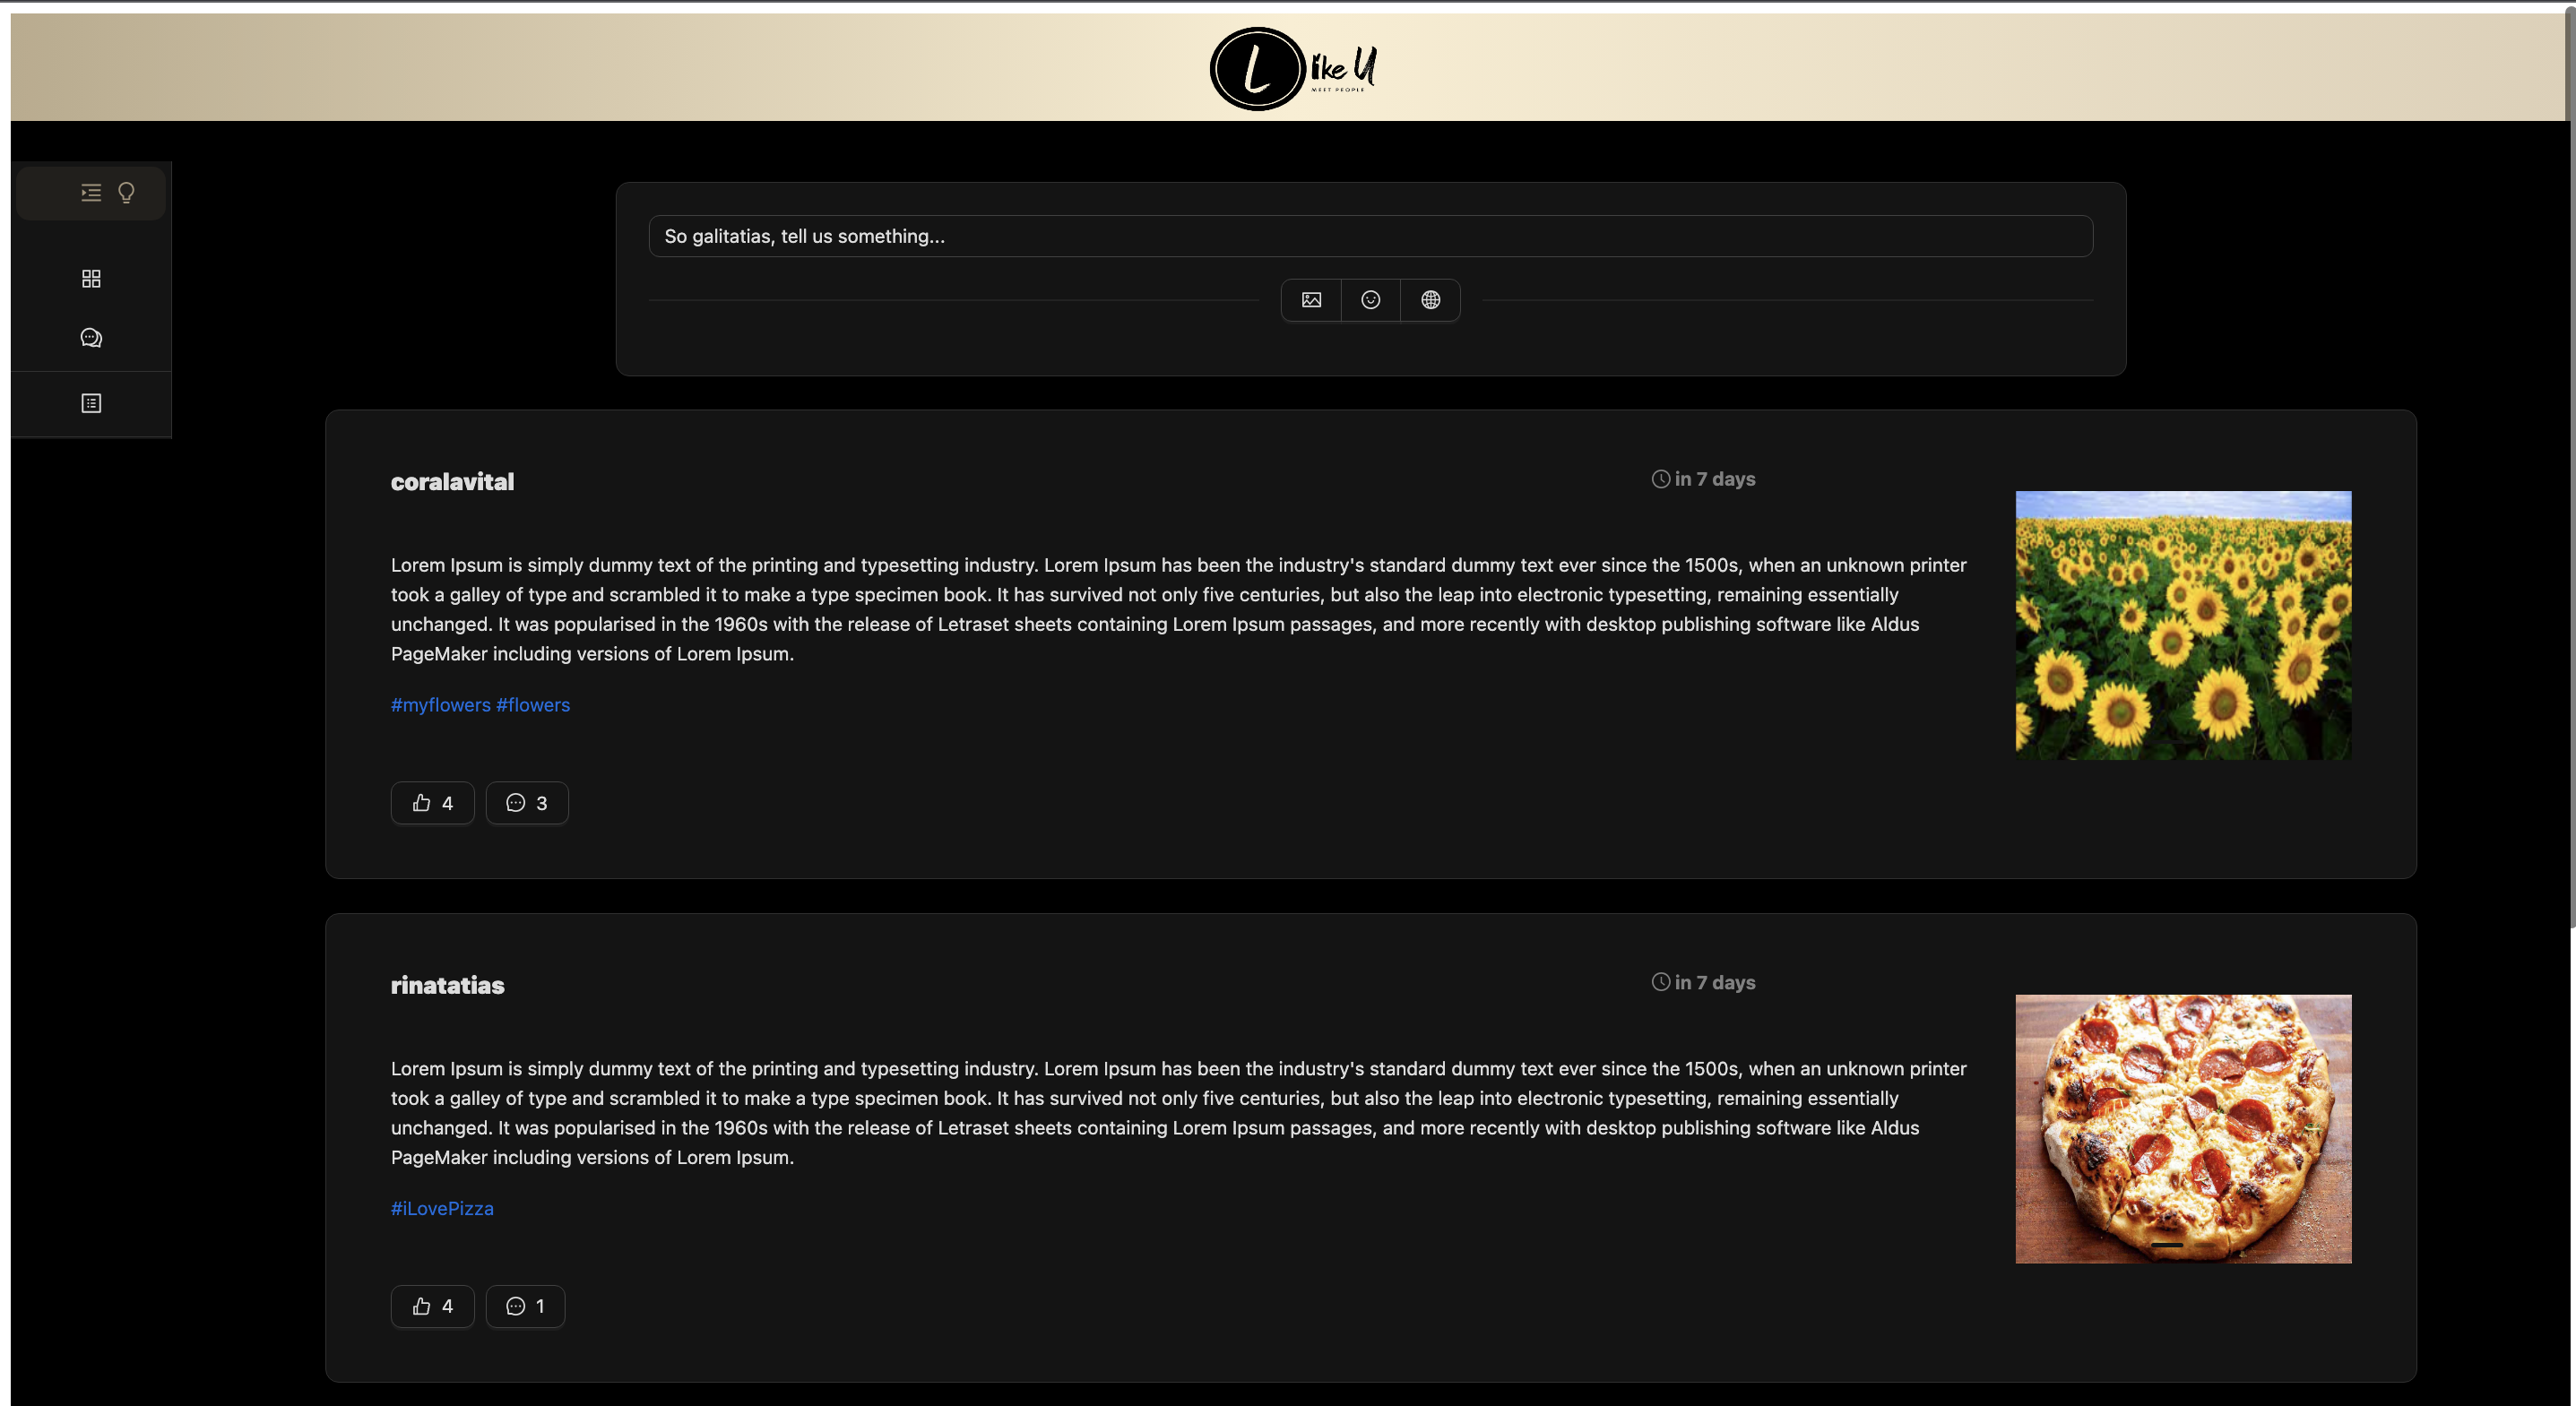 L ike U
MEET PEOPLE
So galitatias, tell us something...
coralavital
in 7 days
Lorem Ipsum is simply dummy text of the printing and typesetting industry. Lorem Ipsum has been the industry's standard dummy text ever since the 1500s, when an unknown printer
took a galley of type and scrambled it to make a type specimen book. It has survived not only five centuries, but also the leap into electronic typesetting, remaining essentially
unchanged. It was popularised in the 1960s with the release of Letraset sheets containing Lorem Ipsum passages, and more recently with desktop publishing software like Aldus
PageMaker including versions of Lorem Ipsum.
#myflowers #flowers
4 3
rinatatias
in 7 days
Lorem Ipsum is simply dummy text of the printing and typesetting industry. Lorem Ipsum has been the industry's standard dummy text ever since the 1500s, when an unknown printer
took a galley of type and scrambled it to make a type specimen book. It has survived not only five centuries, but also the leap into electronic typesetting, remaining essentially
unchanged. It was popularised in the 1960s with the release of Letraset sheets containing Lorem Ipsum passages, and more recently with desktop publishing software like Aldus
PageMaker including versions of Lorem Ipsum.
#iLovePizza
4 1